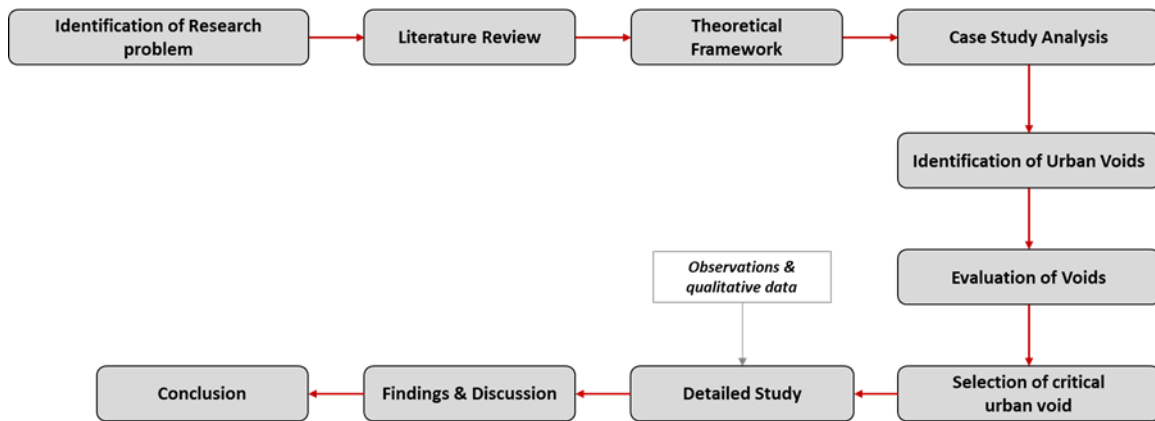 Identification of Research
problem
Literature Review
Theoretical
Framework
Case Study Analysis
Identification of Urban Voids
Evaluation of Voids
Observations &
qualitative data
Selection of critical
urban void
Detailed Study
Findings & Discussion
Conclusion